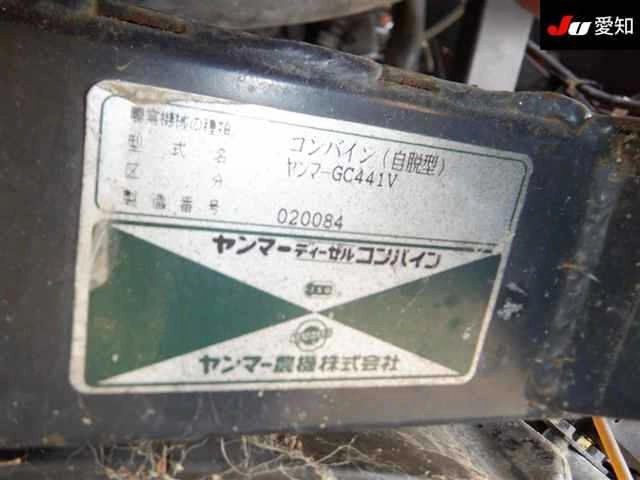 JU 愛知
農業機械の種類 コンバイン(自脱型)
型式名 ヤンマーGC441V
区分
製造番号 020084
ヤンマーディーゼルコンバイン
ヤンマー農機株式会社